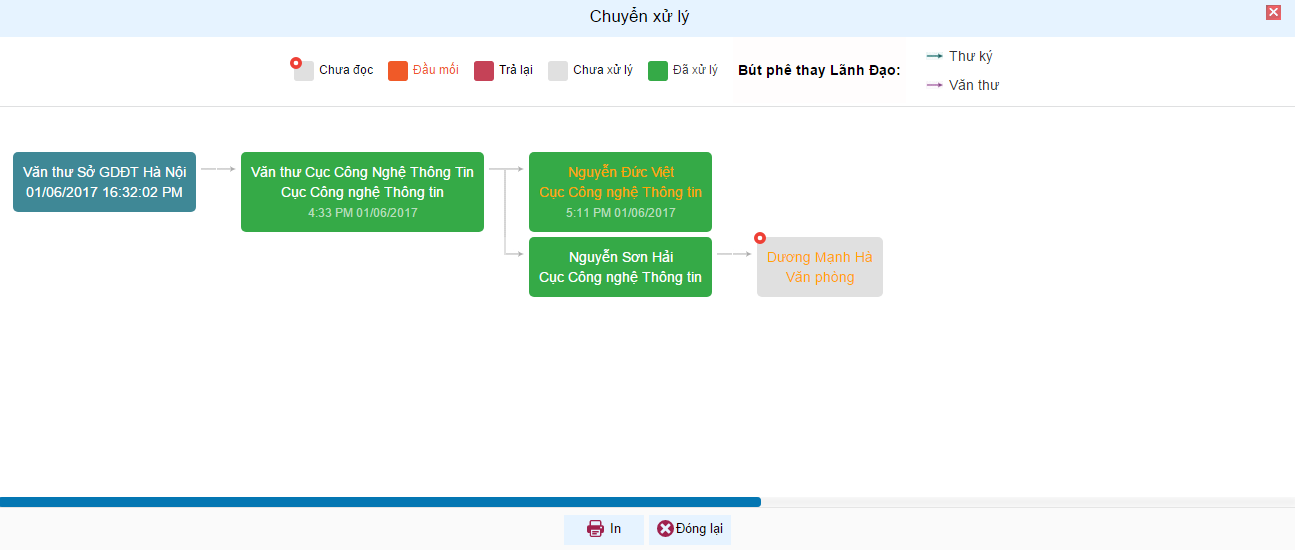 Chuyển xử lý
Chưa đọc
Đầu mối
Trả lại
Chưa xử lý
Đã xử lý
Bút phê thay Lãnh Đạo:
Thư ký
Văn thư
Văn thư Sở GDĐT Hà Nội
01/06/2017 16:32:02 PM
Văn thư Cục Công Nghệ Thông Tin
Cục Công nghệ Thông tin
4:33 PM 01/06/2017
Nguyễn Đức Việt
Cục Công nghệ Thông tin
5:11 PM 01/06/2017
Nguyễn Sơn Hải
Cục Công nghệ Thông tin
Dương Mạnh Hà
Văn phòng
In
Đóng lại